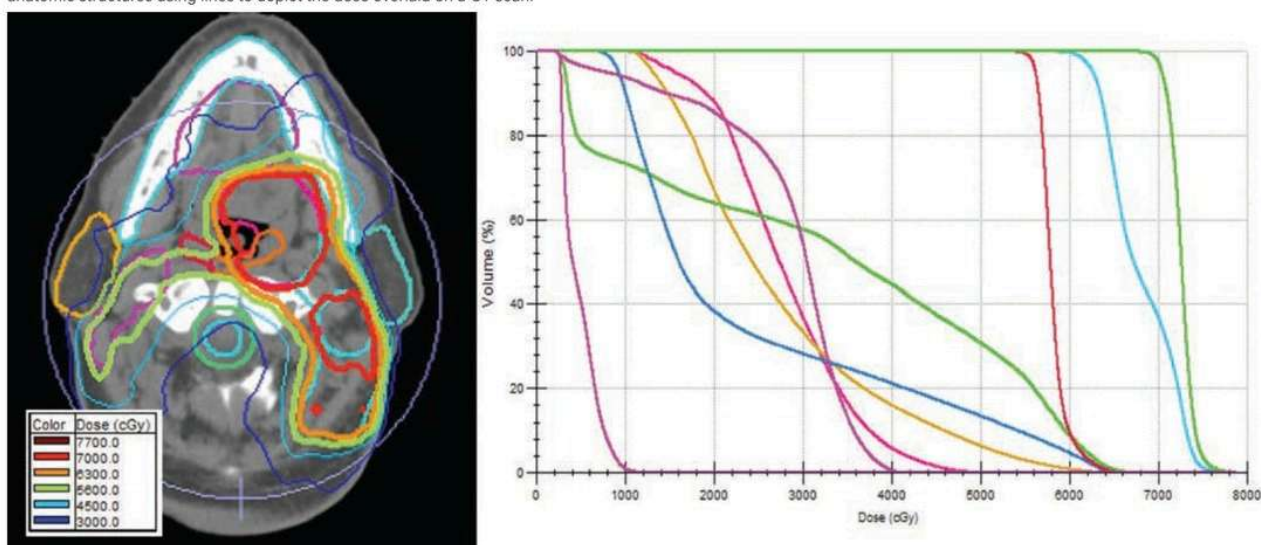 anatomic structures using lines to depict the dose overlaid on a CT scan.
Color Dose (cGy)
7700.0
7000.0
6300.0
5600.0
4500.0
3000.0
100
80
60
40
20
0
Volume (%)
0 1000 2000 3000 4000 5000 6000 7000 8000
Dose (cGy)